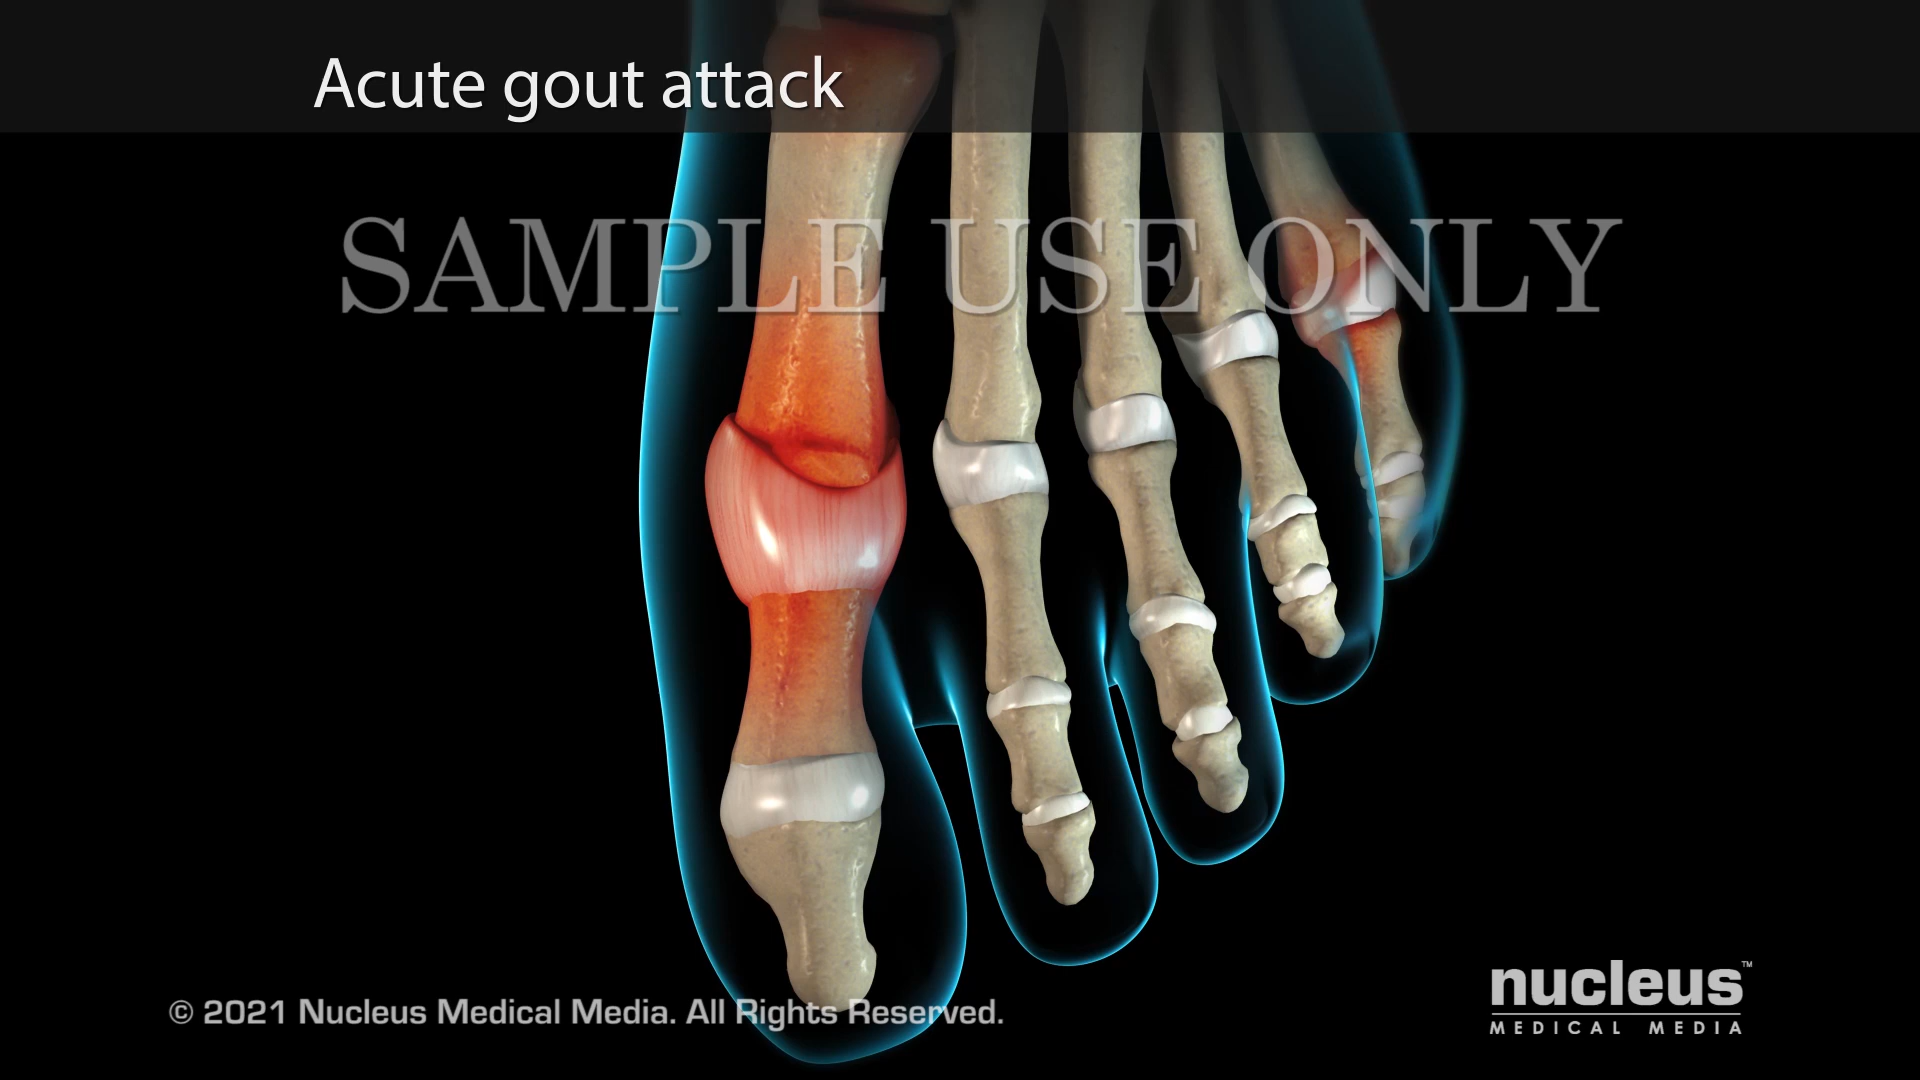 Acute gout attack
SAMPLE USE ONLY
© 2021 Nucleus Medical Media. All Rights Reserved.
nucleus™
MEDICAL MEDIA